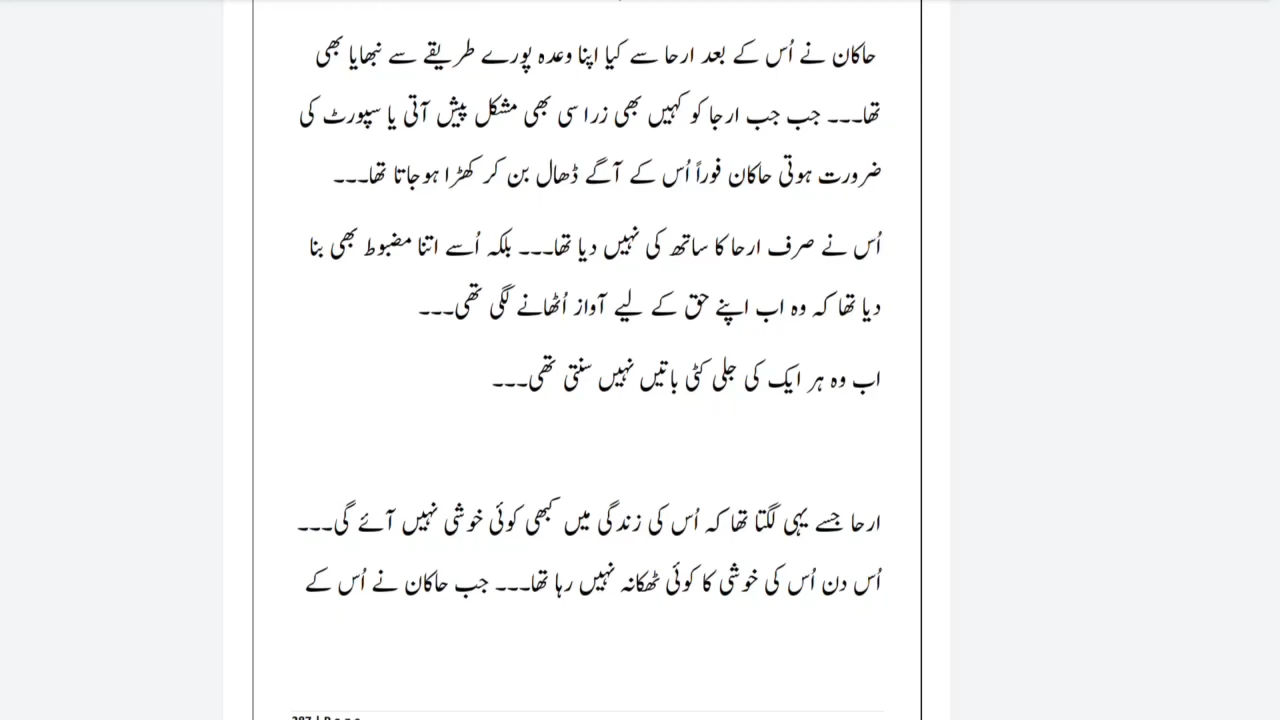 حاکان نے اُس کے بعد ارحا سے کیا اپنا وعدہ پورے طریقے سے نبھایا بھی
تھا۔۔۔ جب جب ارحا کو کہیں بھی زرا سی بھی مشکل پیش آتی یا سپورٹ کی
ضرورت ہوتی حاکان فوراً اُس کے آگے ڈھال بن کر کھڑا ہوجاتا تھا۔۔۔
اُس نے صرف ارحا کا ساتھ کی نہیں دیا تھا۔۔۔ بلکہ اُسے اتنا مضبوط بھی بنا
دیا تھا کہ وہ اب اپنے حق کے لیے آواز اُٹھانے لگی تھی۔۔۔
اب وہ ہر ایک کی جلی کٹی باتیں نہیں سنتی تھی۔۔۔
ارحا جسے یہی لگتا تھا کہ اُس کی زندگی میں کبھی کوئی خوشی نہیں آئے گی۔۔۔
اُس دن اُس کی خوشی کا کوئی ٹھکانہ نہیں رہا تھا۔۔۔ جب حاکان نے اُس کے
287 | Page